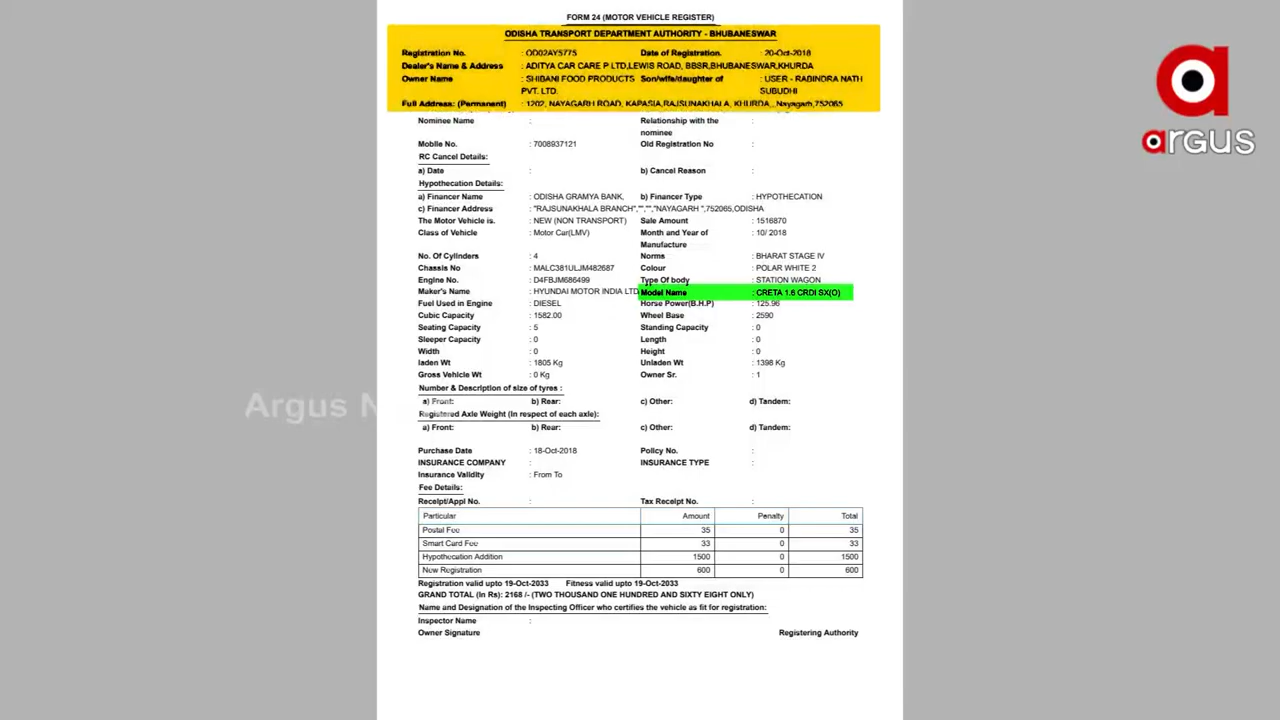 FORM 24 (MOTOR VEHICLE REGISTER)
ODISHA TRANSPORT DEPARTMENT AUTHORITY - BHUBANESWAR
Registration No. : OD02AY5775 Date of Registration. : 20-Oct-2018
Dealer's Name & Address : ADITYA CAR CARE P LTD,LEWIS ROAD, BBSR,BHUBANESWAR,KHURDA
Owner Name : SHIBANI FOOD PRODUCTS Son/wife/daughter of : USER - RABINDRA NATH
PVT. LTD. SUBUDHI
Full Address: (Permanent) : 1202, NAYAGARH ROAD, KAPASIA,RAJSUNAKHALA, KHURDA,,,Nayagarh,752065
Nominee Name : Relationship with the :
nominee
Mobile No. : 7008937121 Old Registration No :
RC Cancel Details:
a) Date : b) Cancel Reason :
Hypothecation Details:
a) Financer Name : ODISHA GRAMYA BANK, b) Financer Type : HYPOTHECATION
c) Financer Address : "RAJSUNAKHALA BRANCH","","","NAYAGARH ",752065,ODISHA
The Motor Vehicle is. : NEW (NON TRANSPORT) Sale Amount : 1516870
Class of Vehicle : Motor Car(LMV) Month and Year of : 10/ 2018
Manufacture
No. Of Cylinders : 4 Norms : BHARAT STAGE IV
Chassis No : MALC381ULJM482687 Colour : POLAR WHITE 2
Engine No. : D4FBJM686499 Type Of body : STATION WAGON
Maker's Name : HYUNDAI MOTOR INDIA LTD Model Name : CRETA 1.6 CRDI SX(O)
Fuel Used in Engine : DIESEL Horse Power(B.H.P) : 125.96
Cubic Capacity : 1582.00 Wheel Base : 2590
Seating Capacity : 5 Standing Capacity : 0
Sleeper Capacity : 0 Length : 0
Width : 0 Height : 0
laden Wt : 1805 Kg Unladen Wt : 1398 Kg
Gross Vehicle Wt : 0 Kg Owner Sr. : 1
Number & Description of size of tyres :
a) Front: b) Rear: c) Other: d) Tandem:
Registered Axle Weight (In respect of each axle):
a) Front: b) Rear: c) Other: d) Tandem:
Purchase Date : 18-Oct-2018 Policy No. :
INSURANCE COMPANY : INSURANCE TYPE :
Insurance Validity : From To
Fee Details:
Receipt/Appl No. : Tax Receipt No. :
Particular Amount Penalty Total
Postal Fee 35 0 35
Smart Card Fee 33 0 33
Hypothecation Addition 1500 0 1500
New Registration 600 0 600
Registration valid upto 19-Oct-2033 Fitness valid upto 19-Oct-2033
GRAND TOTAL (In Rs): 2168 /- (TWO THOUSAND ONE HUNDRED AND SIXTY EIGHT ONLY)
Name and Designation of the Inspecting Officer who certifies the vehicle as fit for registration:
Inspector Name :
Owner Signature Registering Authority
argus
Argus N